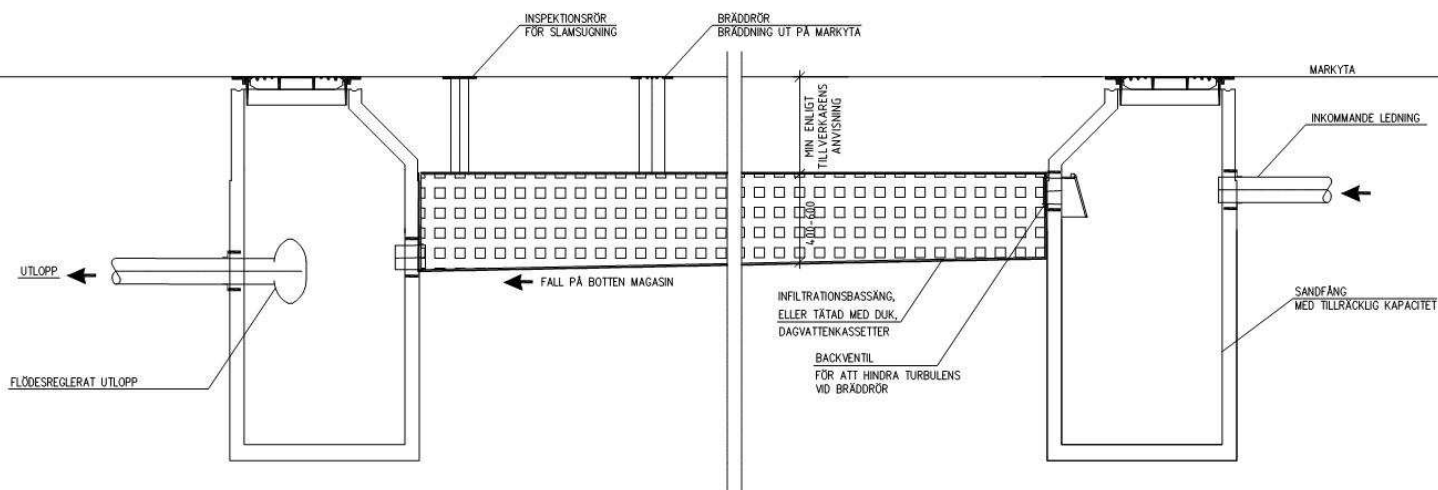 INSPEKTIONSRÖR
FÖR SLAMSUGNING
BRÄDDRÖR
BRÄDDNING UT PÅ MARKYTA
MARKYTA
MIN ENLIGT
TILLVERKARENS
ANVISNING
INKOMMANDE LEDNING
400-600
UTLOPP
FALL PÅ BOTTEN MAGASIN
INFILTRATIONSBASSÄNG,
ELLER TÄTAD MED DUK,
DAGVATTENKASSETTER
SANDFÅNG
MED TILLRÄCKLIG KAPACITET
BACKVENTIL
FÖR ATT HINDRA TURBULENS
VID BRÄDDRÖR
FLÖDESREGLERAT UTLOPP